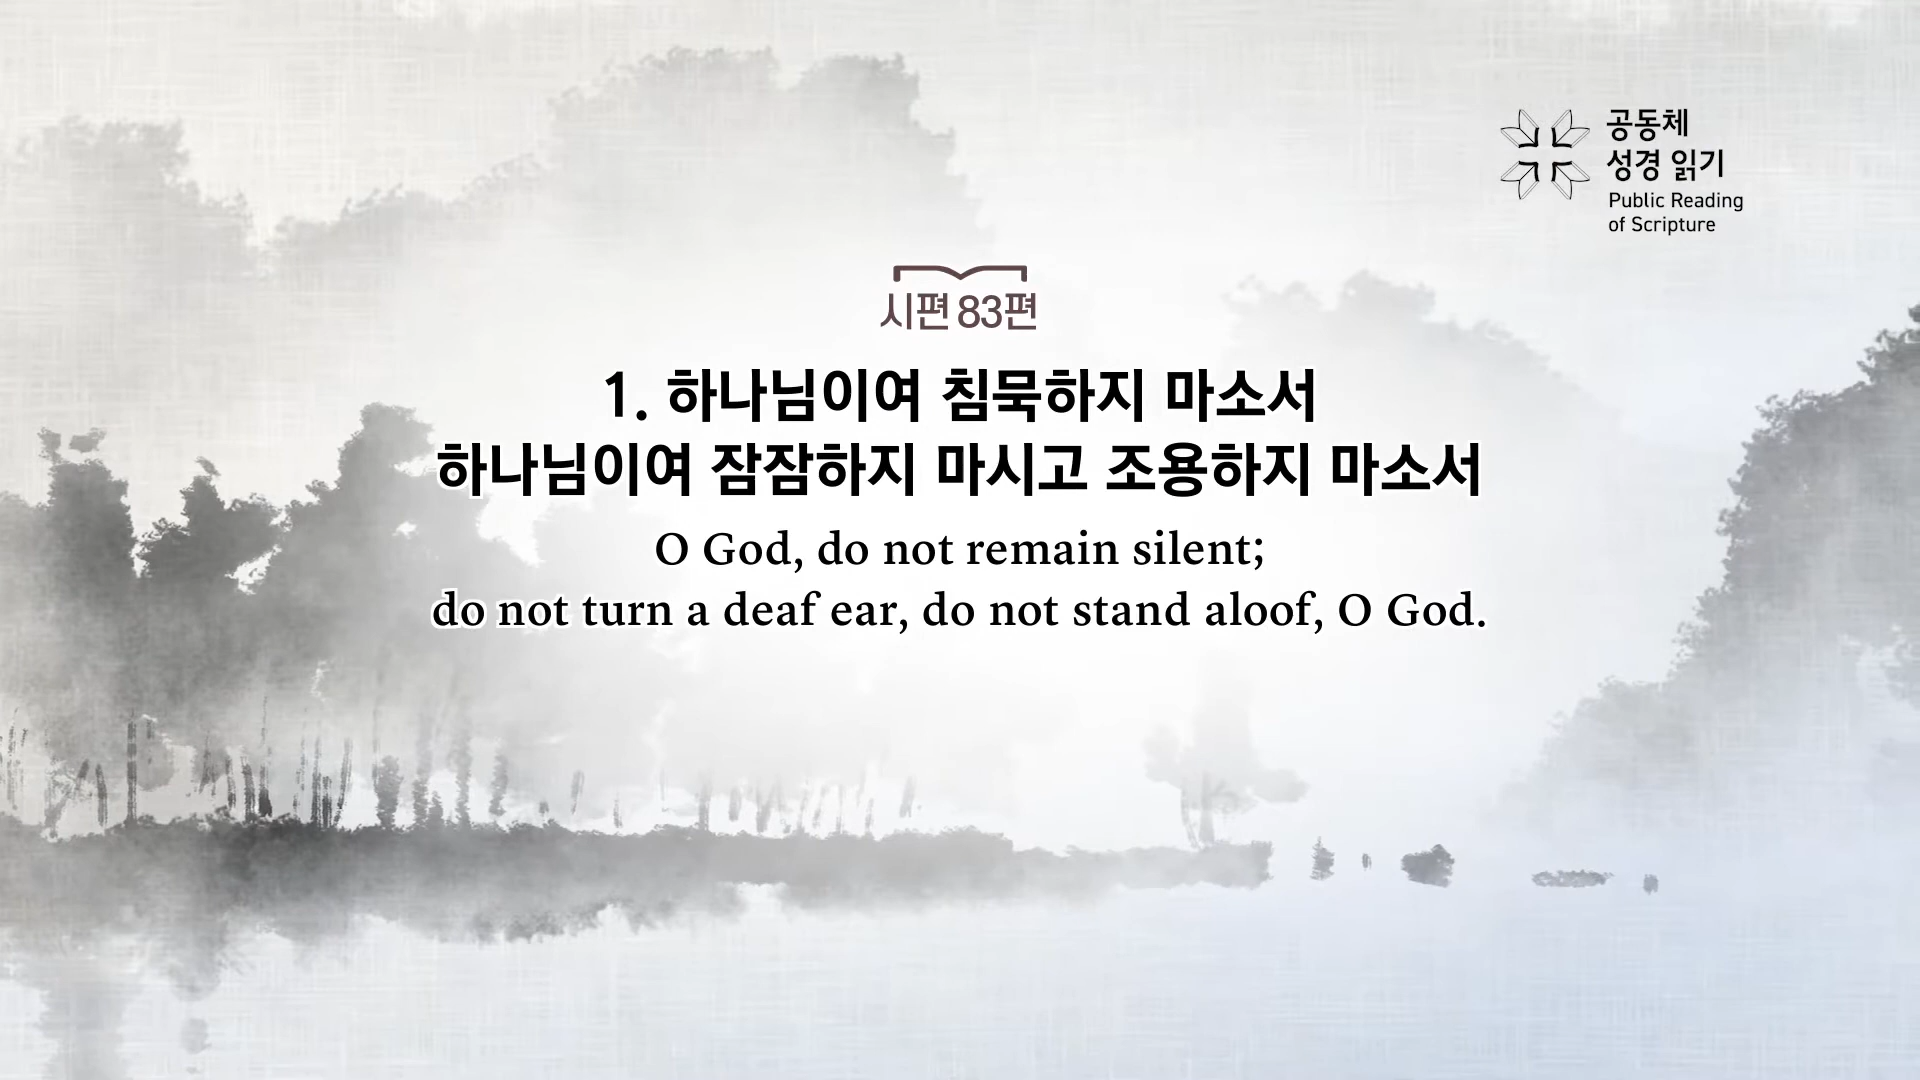 공동체
성경 읽기
Public Reading
of Scripture
시편 83편
1. 하나님이여 침묵하지 마소서
하나님이여 잠잠하지 마시고 조용하지 마소서
O God, do not remain silent;
do not turn a deaf ear, do not stand aloof, O God.